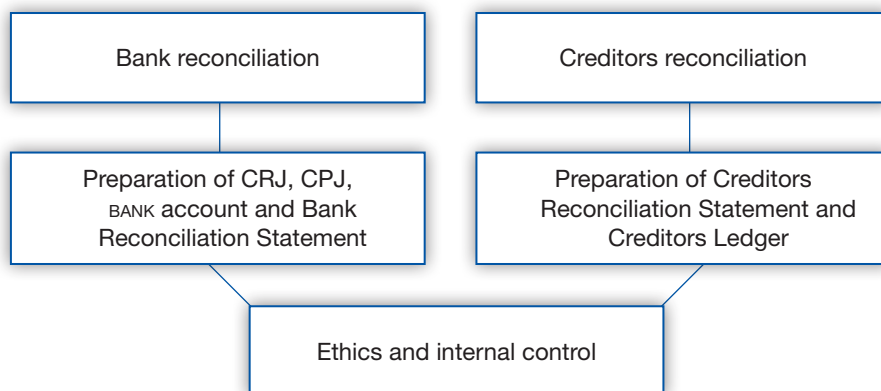 Bank reconciliation
Creditors reconciliation
Preparation of CRJ, CPJ,
BANK account and Bank
Reconciliation Statement
Preparation of Creditors
Reconciliation Statement and
Creditors Ledger
Ethics and internal control